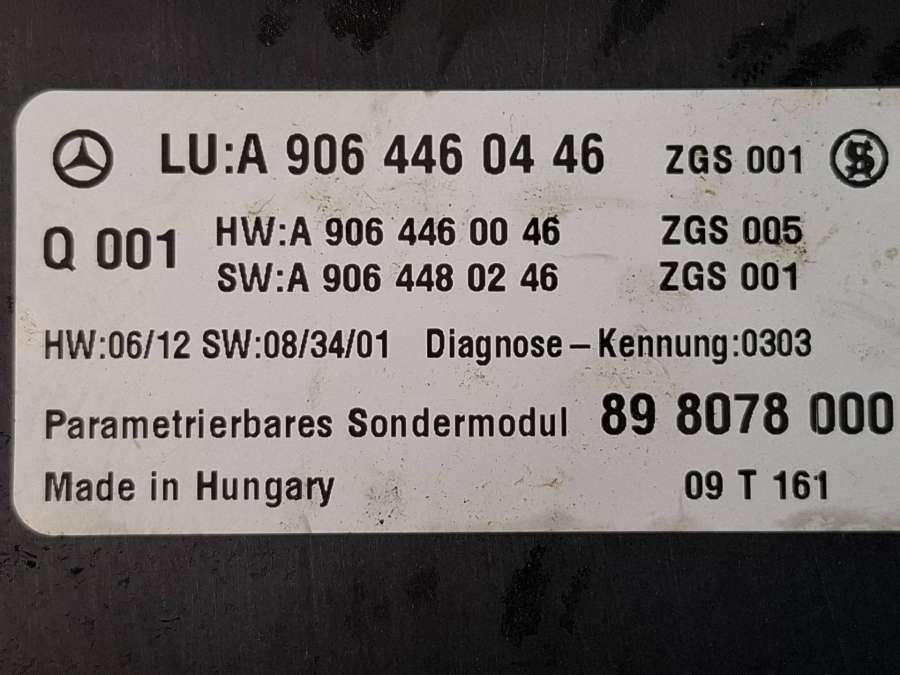 LU:A 906 446 04 46 ZGS 001
Q 001 HW:A 906 446 00 46 ZGS 005
SW:A 906 448 02 46 ZGS 001
HW:06/12 SW:08/34/01 Diagnose-Kennung:0303
Parametrierbares Sondermodul 89 8078 000
Made in Hungary 09 T 161